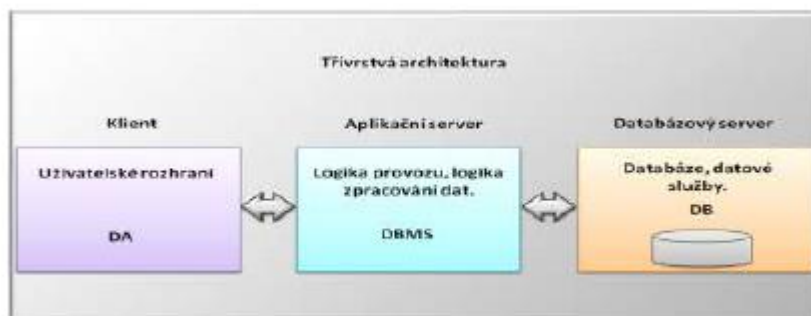 Třívrstvá architektura
Klient
Uživatelské rozhraní
DA
Aplikační server
Logika provozu, logika
zpracování dat.
DBMS
Databázový server
Databáze, datové
služby.
DB